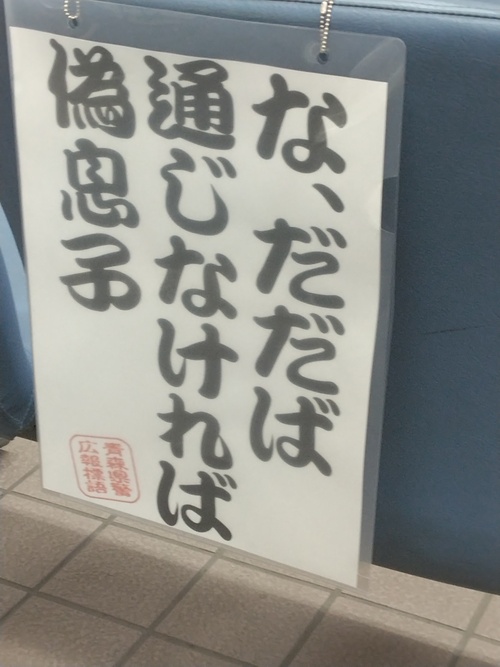 な、だだば
通じなければ
偽息子
青森県警
広報標語